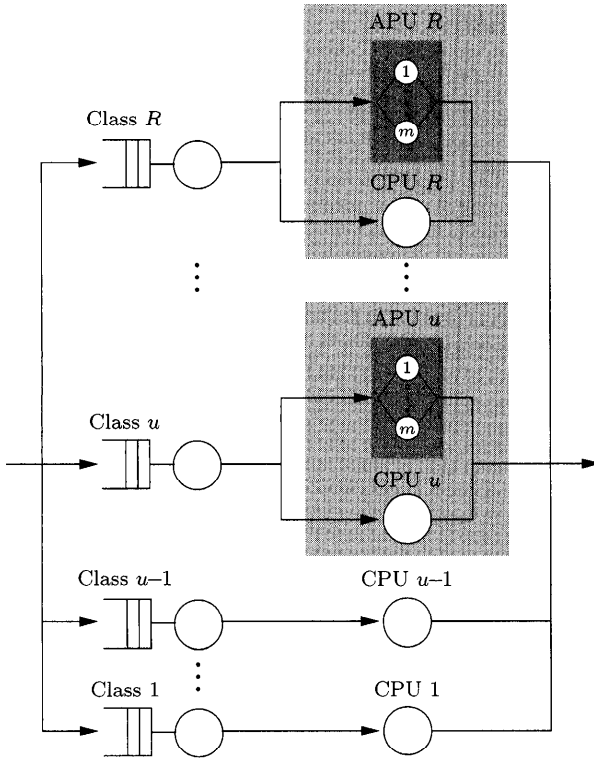 APU R
1
m
Class R
CPU R
APU u
1
m
Class u
CPU u
Class u–1
CPU u–1
Class 1
CPU 1